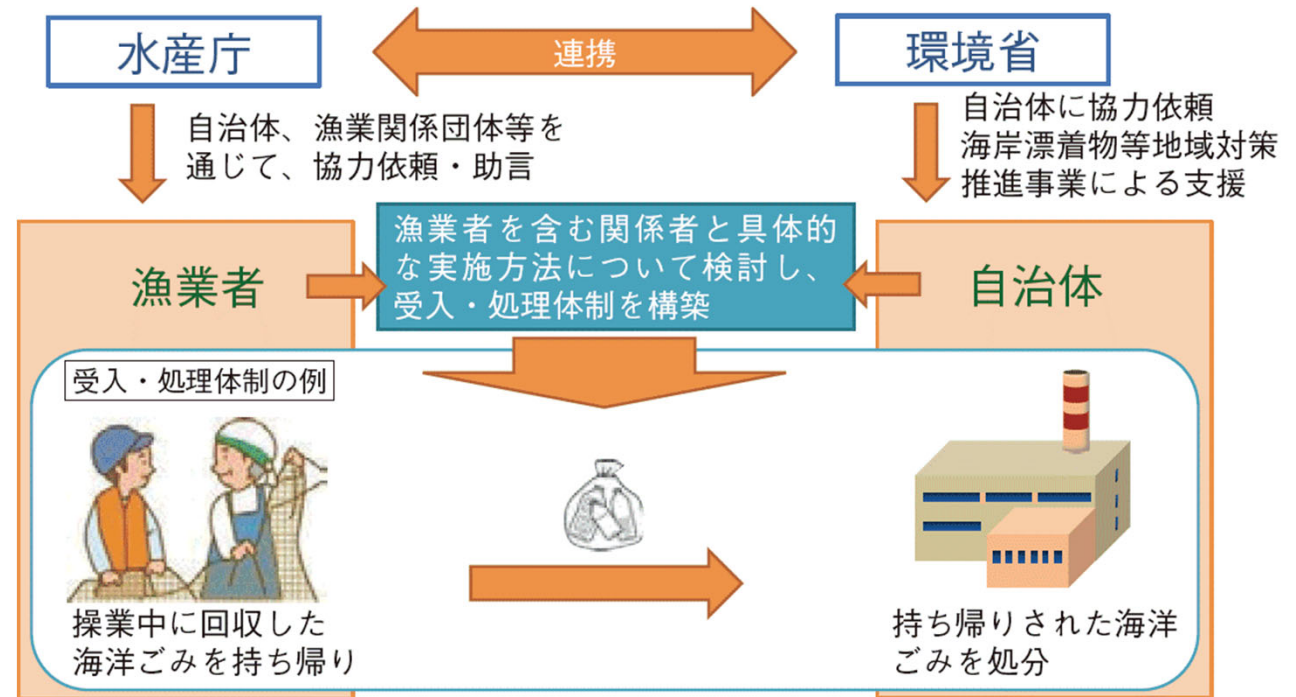 水産庁
連携
環境省
自治体、漁業関係団体等を
通じて、協力依頼・助言
自治体に協力依頼
海岸漂着物等地域対策
推進事業による支援
漁業者
漁業者を含む関係者と具体的
な実施方法について検討し、
受入・処理体制を構築
自治体
受入・処理体制の例
操業中に回収した
海洋ごみを持ち帰り
持ち帰りされた海洋
ごみを処分